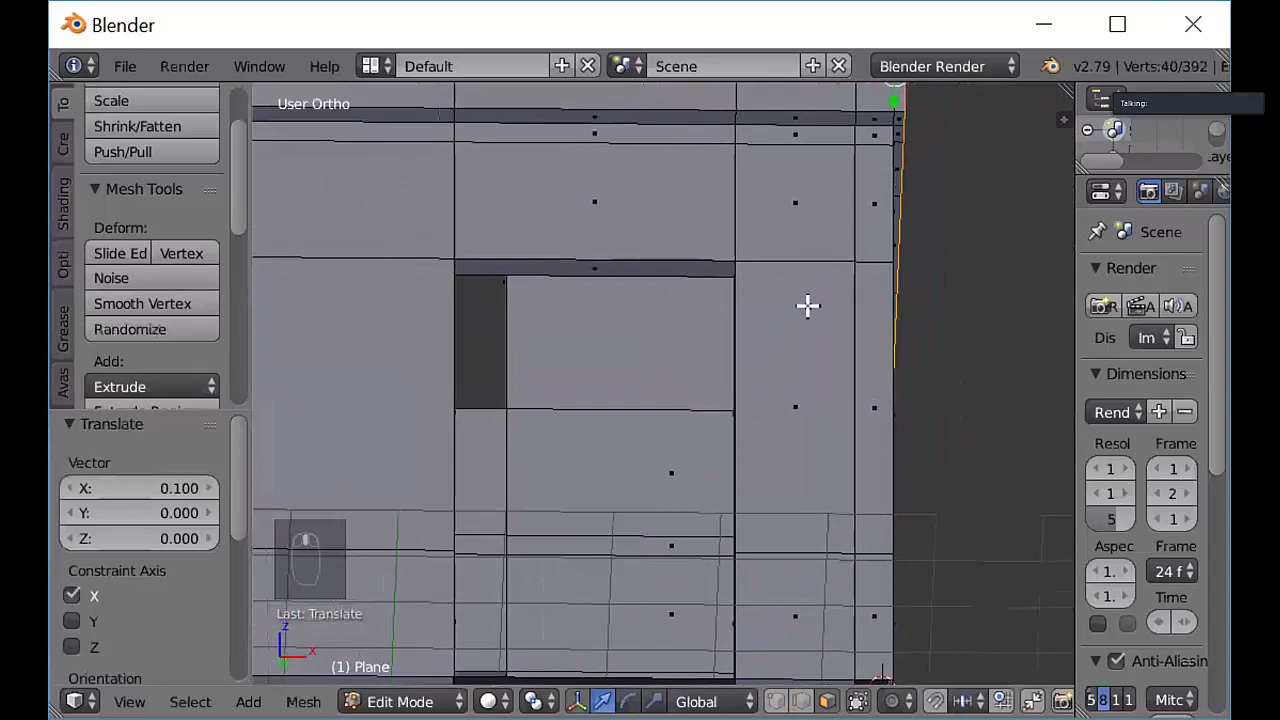 Blender
File Render Window Help Default Scene Blender Render v2.79 | Verts:40/392 | E
Talking:
To
Cre
Shading
Opti
Grease
Avas
Scale
Shrink/Fatten
Push/Pull
Mesh Tools
Deform:
Slide Ed Vertex
Noise
Smooth Vertex
Randomize
Add:
Extrude
Translate
Vector
X: 0.100
Y: 0.000
Z: 0.000
Constraint Axis
X
Y
Z
Orientation
User Ortho
Last: Translate
z
x
(1) Plane
Scene
Render
R A A
Dis Im
Dimensions
Rend
Resol Frame
1 1
1 2
5 1
Aspec Frame
1. 24 f
1. Time
Anti-Aliasin
5 8 1 1 Mitc
View Select Add Mesh Edit Mode Global